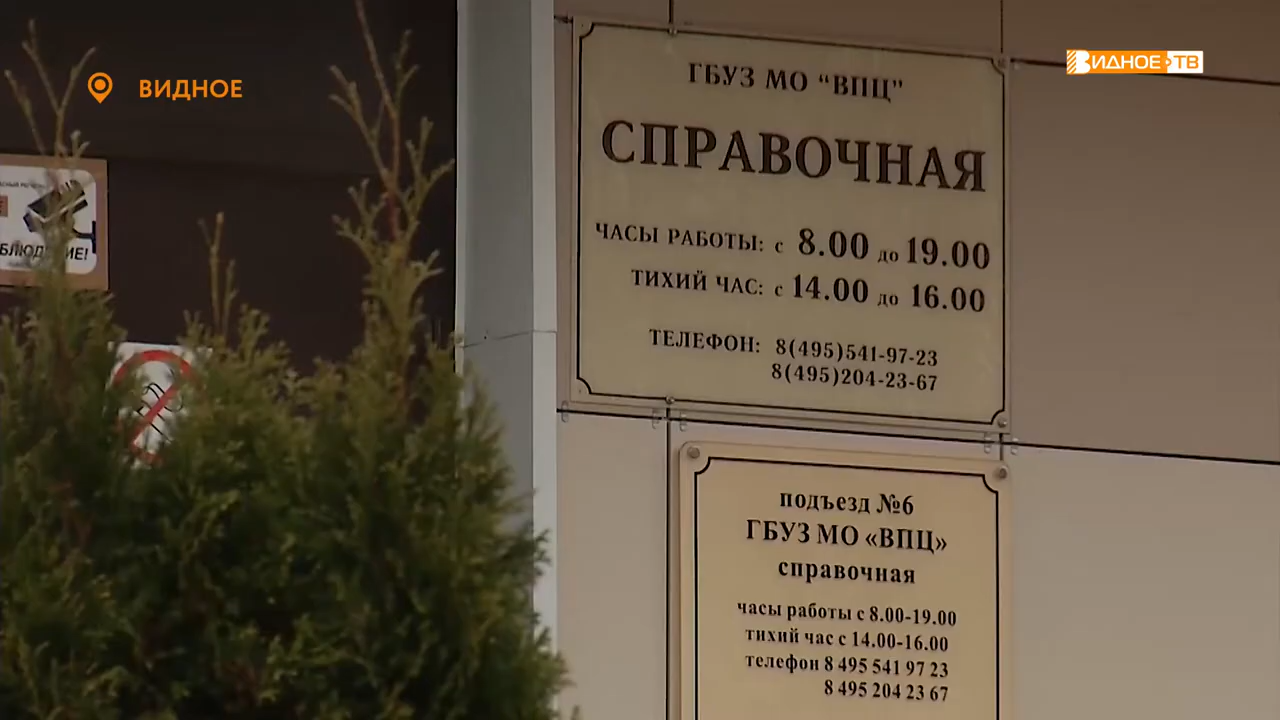 ВИДНОЕ
ВИДНОЕ ТВ
ГБУЗ МО “ВПЦ"
СПРАВОЧНАЯ
ЧАСЫ РАБОТЫ: с 8.00 до 19.00
ТИХИЙ ЧАС: с 14.00 до 16.00
ТЕЛЕФОН: 8(495)541-97-23
8(495)204-23-67
подъезд №6
ГБУЗ МО «ВПЦ»
справочная
часы работы с 8.00-19.00
тихий час с 14.00-16.00
телефон 8 495 541 97 23
8 495 204 23 67